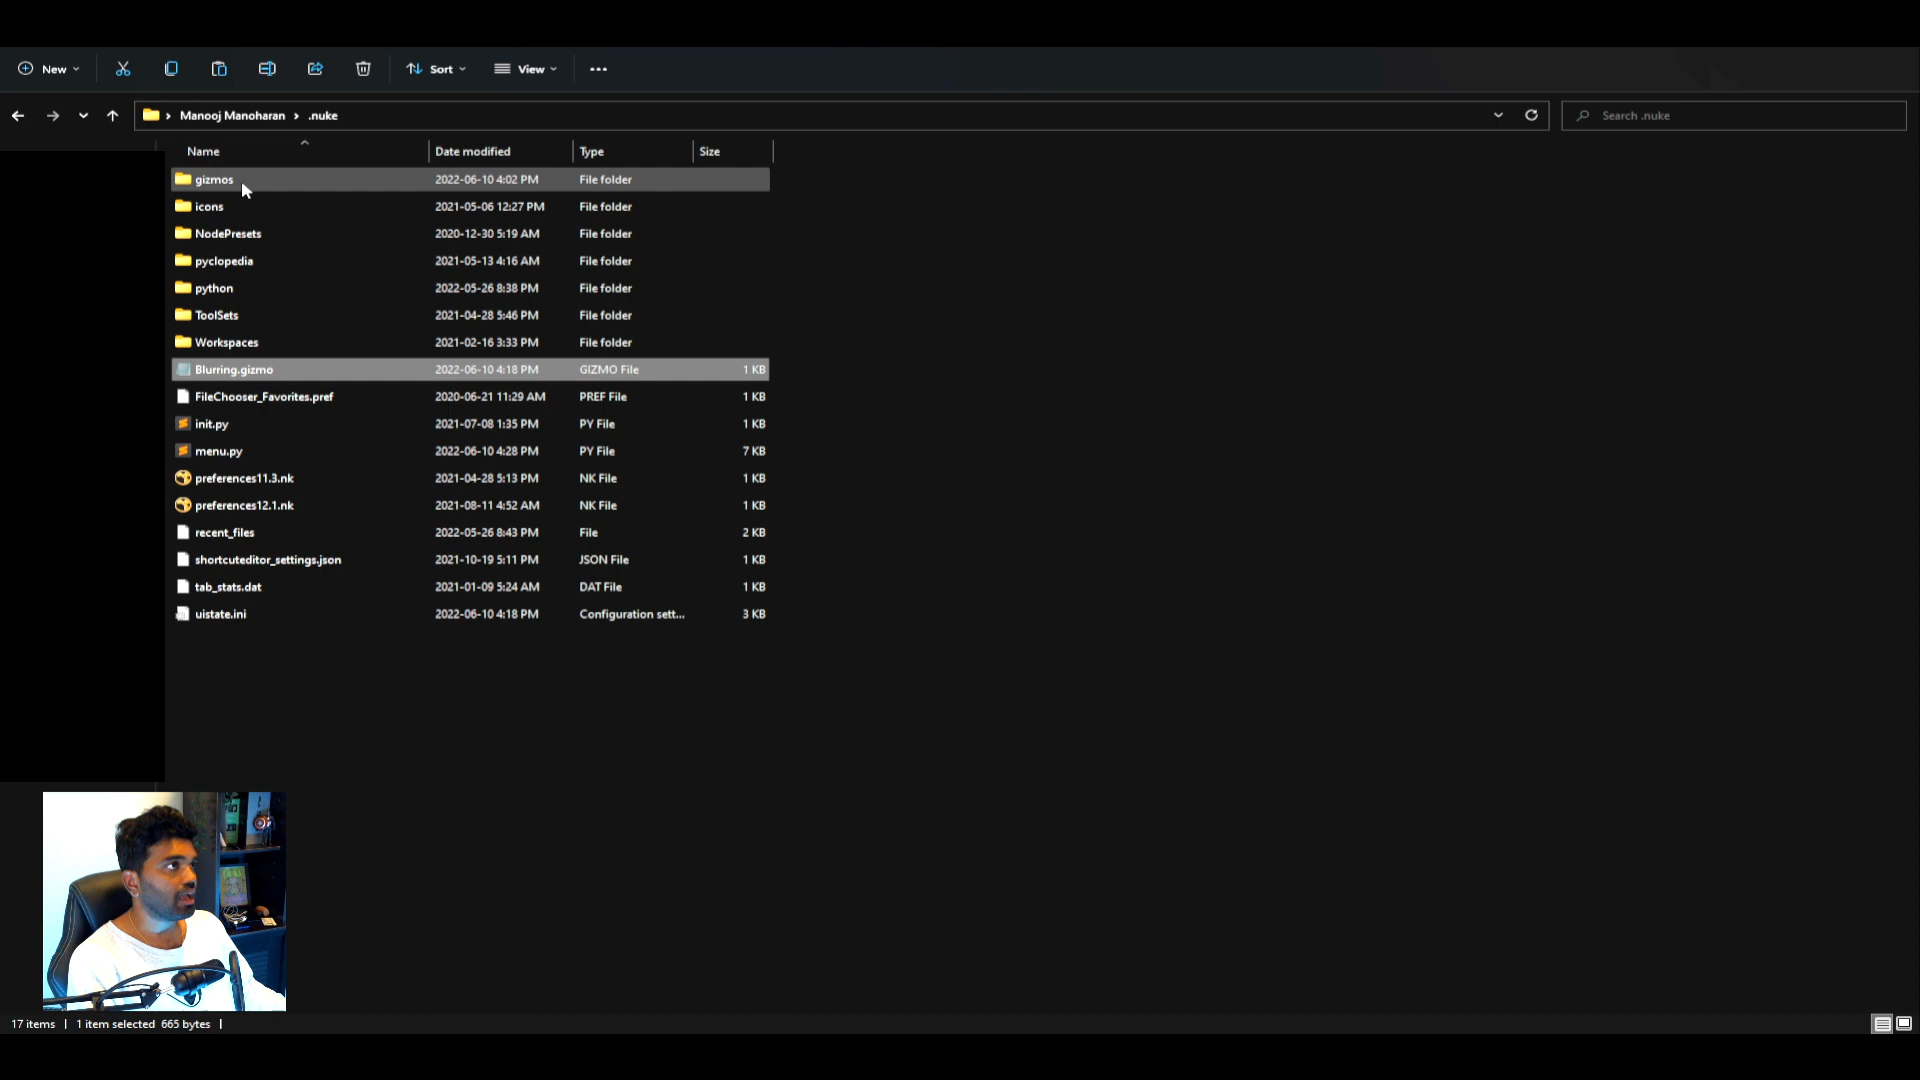 New Sort View
Manooj Manoharan .nuke Search .nuke
Name Date modified Type Size
gizmos 2022-06-10 4:02 PM File folder
icons 2021-05-06 12:27 PM File folder
NodePresets 2020-12-30 5:19 AM File folder
pyclopedia 2021-05-13 4:16 AM File folder
python 2022-05-26 8:38 PM File folder
ToolSets 2021-04-28 5:46 PM File folder
Workspaces 2021-02-16 3:33 PM File folder
Blurring.gizmo 2022-06-10 4:18 PM GIZMO File 1 KB
FileChooser_Favorites.pref 2020-06-21 11:29 AM PREF File 1 KB
init.py 2021-07-08 1:35 PM PY File 1 KB
menu.py 2022-06-10 4:28 PM PY File 7 KB
preferences11.3.nk 2021-04-28 5:13 PM NK File 1 KB
preferences12.1.nk 2021-08-11 4:52 AM NK File 1 KB
recent_files 2022-05-26 8:43 PM File 2 KB
shortcuteditor_settings.json 2021-10-19 5:11 PM JSON File 1 KB
tab_stats.dat 2021-01-09 5:24 AM DAT File 1 KB
uistate.ini 2022-06-10 4:18 PM Configuration sett... 3 KB
17 items | 1 item selected 665 bytes |